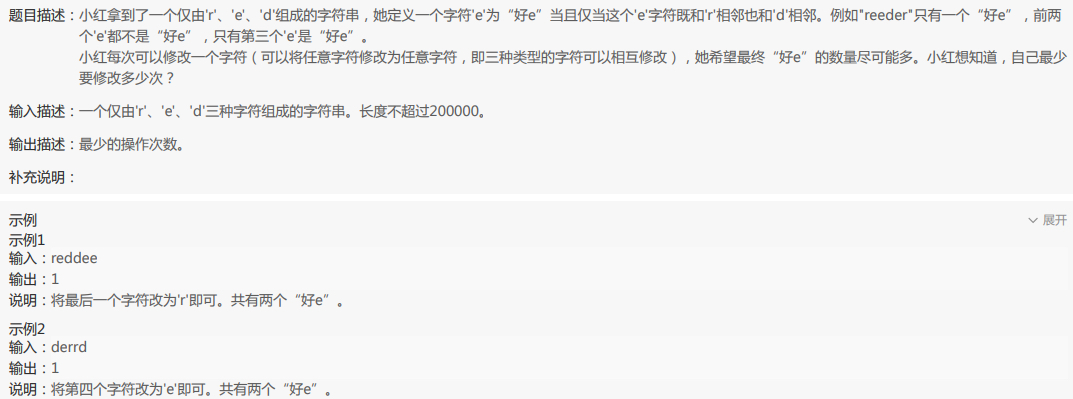 题目描述：小红拿到了一个仅由'r'、'e'、'd'组成的字符串，她定义一个字符'e'为“好e”当且仅当这个'e'字符既和'r'相邻也和'd'相邻。例如"reeder"只有一个“好e”，前两
个'e'都不是“好e”，只有第三个'e'是“好e”。
小红每次可以修改一个字符（可以将任意字符修改为任意字符，即三种类型的字符可以相互修改），她希望最终“好e”的数量尽可能多。小红想知道，自己最少
要修改多少次？
输入描述：一个仅由'r'、'e'、'd'三种字符组成的字符串。长度不超过200000。
输出描述：最少的操作次数。
补充说明：
示例
展开
示例1
输入：reddee
输出：1
说明：将最后一个字符改为'r'即可。共有两个“好e”。
示例2
输入：derrd
输出：1
说明：将第四个字符改为'e'即可。共有两个“好e”。